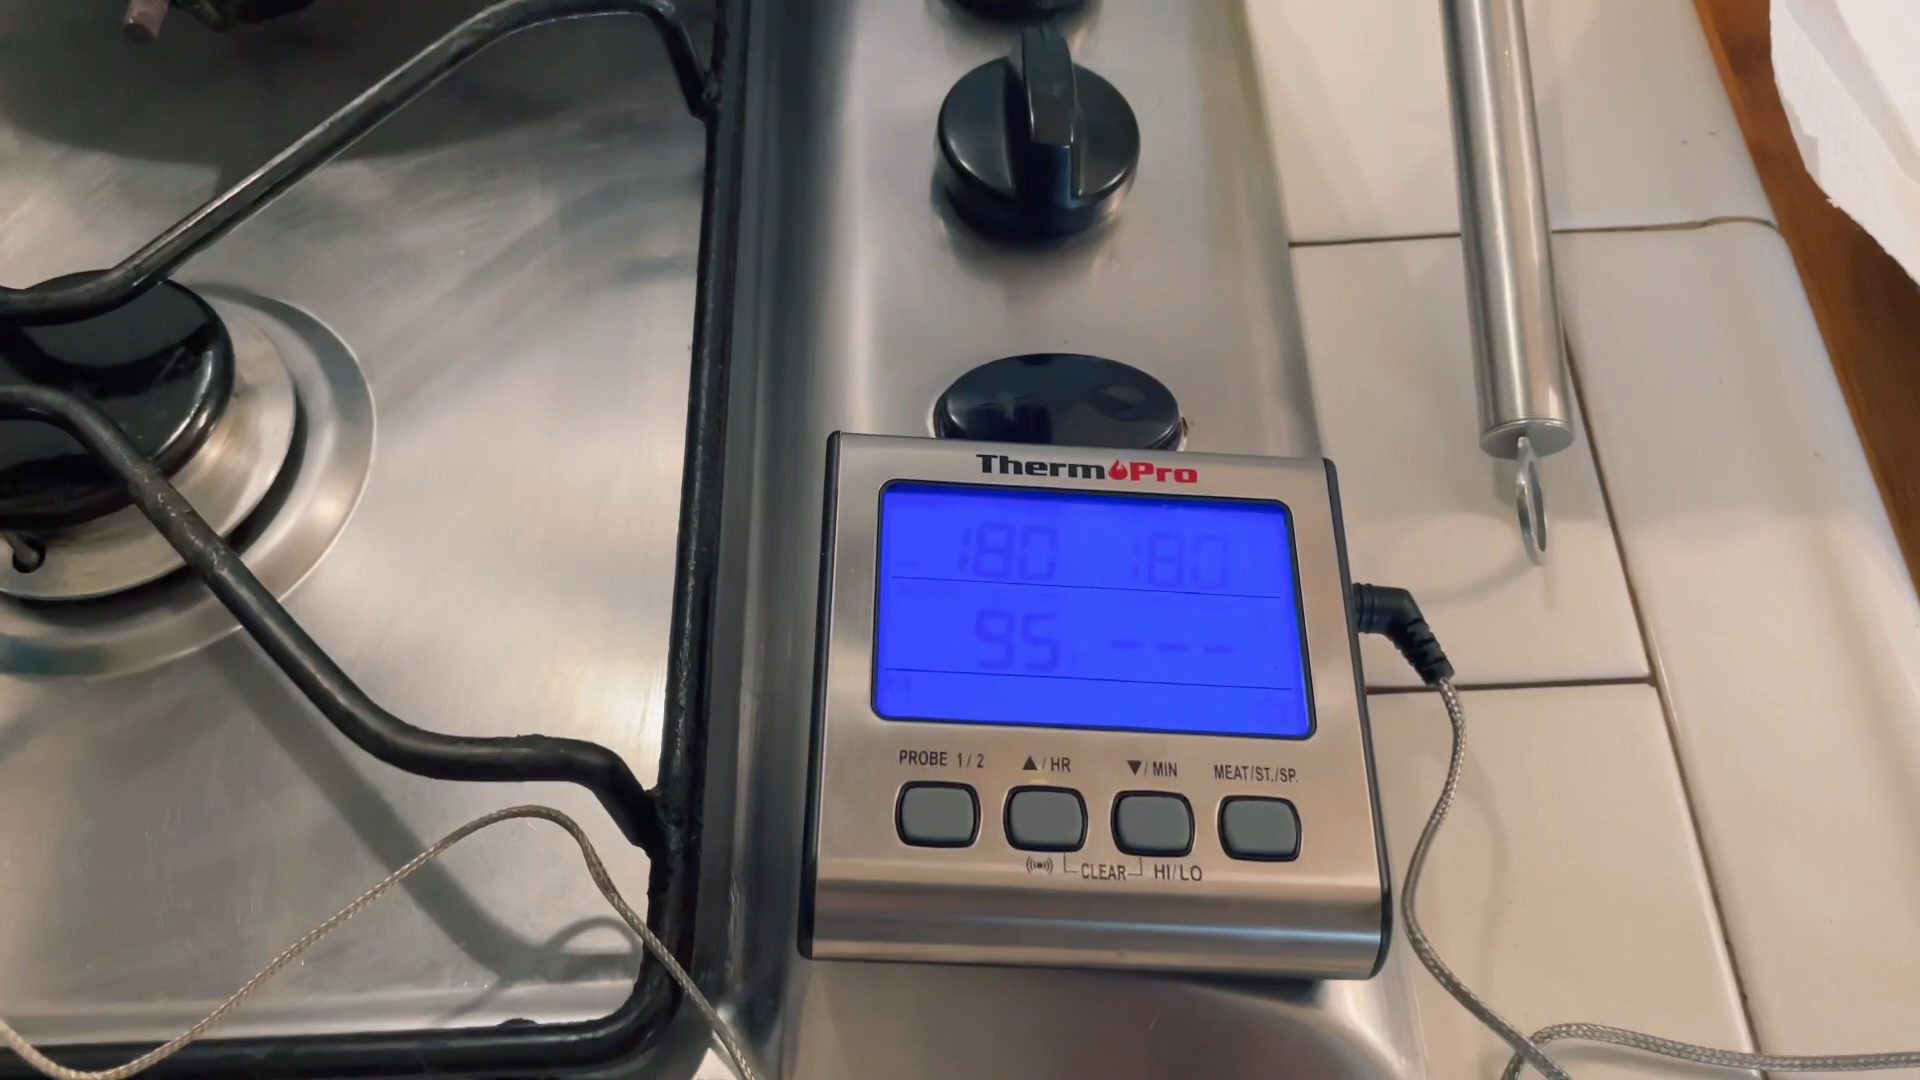 ThermoPro
180 180
95 ---
PROBE 1/2 ▲/HR ▼/MIN MEAT/ST./SP.
CLEAR HI/LO